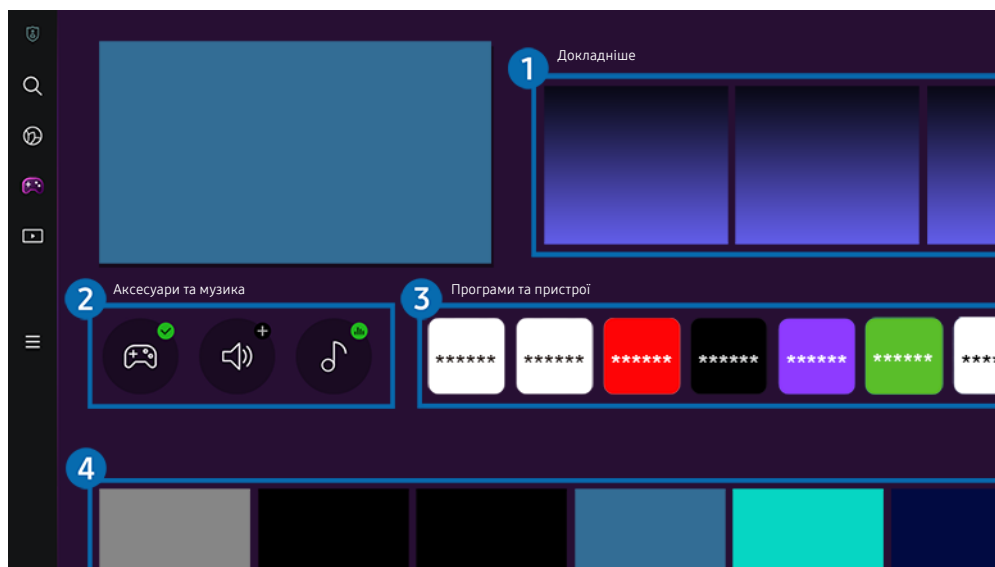 1
Докладніше
2
Аксесуари та музика
3
Програми та пристрої
****** ****** ****** ****** ****** ****** ****
4